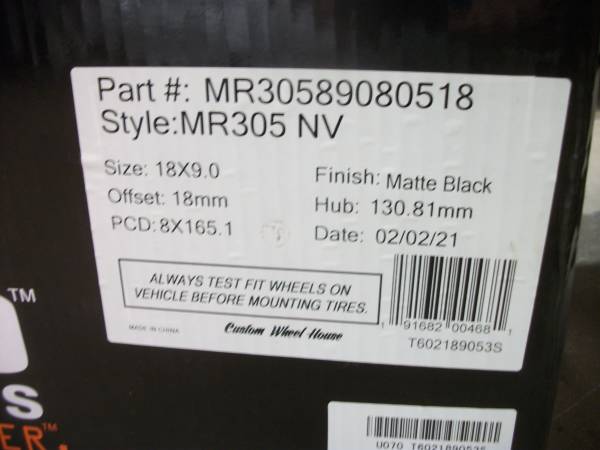 Part #: MR30589080518
Style:MR305 NV
Size: 18X9.0
Offset: 18mm
PCD: 8X165.1
Finish: Matte Black
Hub: 130.81mm
Date: 02/02/21
ALWAYS TEST FIT WHEELS ON
VEHICLE BEFORE MOUNTING TIRES.
MADE IN CHINA
Custom Wheel House
1 91682 00468 1
T602189053S
TM
S
ER™.
U070